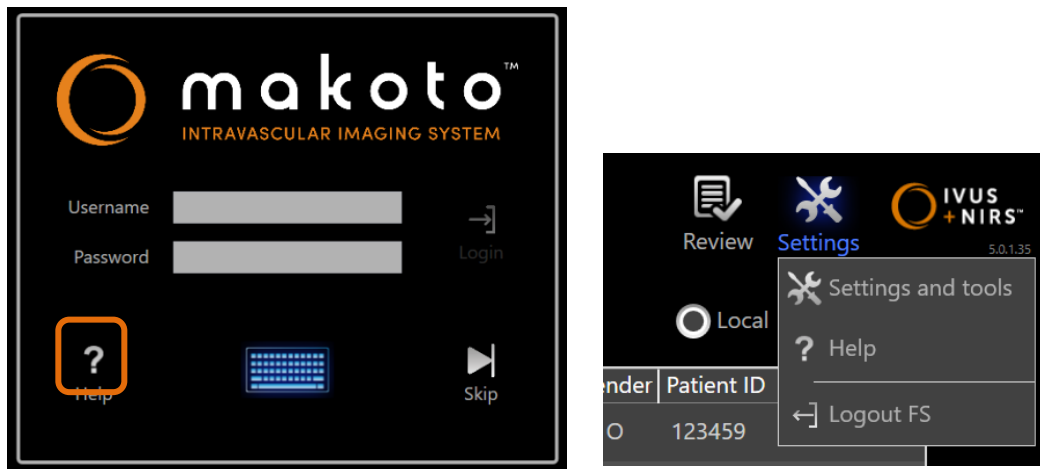 makoto™
INTRAVASCULAR IMAGING SYSTEM
Username
Password
Login
?
Help
Skip
Review
Settings
IVUS
+NIRS™
5.0.1.35
Settings and tools
? Help
Logout FS
Local
ender Patient ID
O 123459